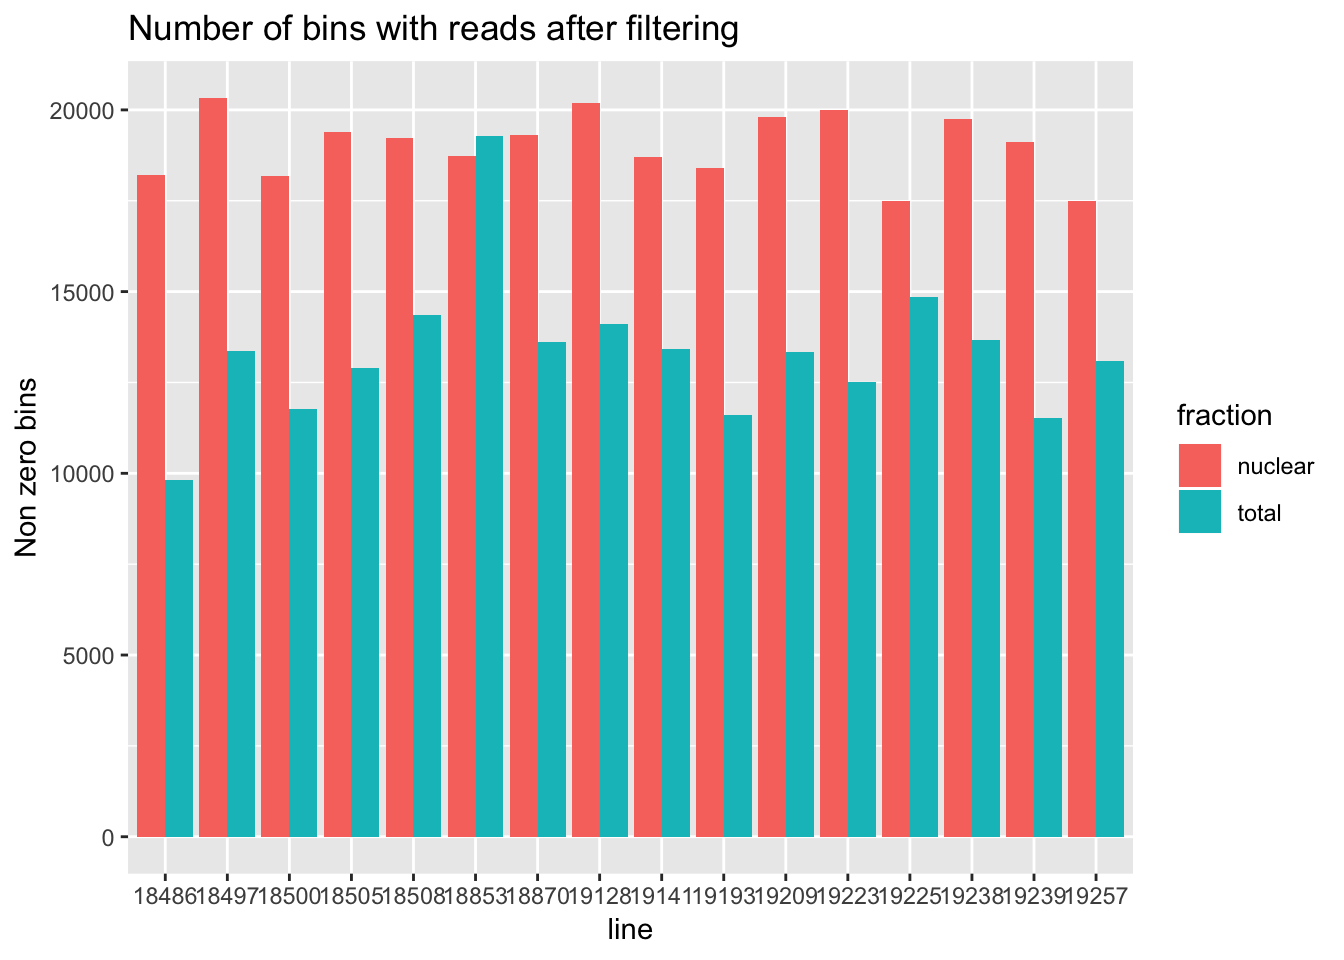 Number of bins with reads after filtering
20000
15000
10000
5000
0
Non zero bins
18486 18497 18500 18505 18508 18853 18870 19128 19141 19193 19209 19223 19225 19238 19239 19257
line
fraction
nuclear
total